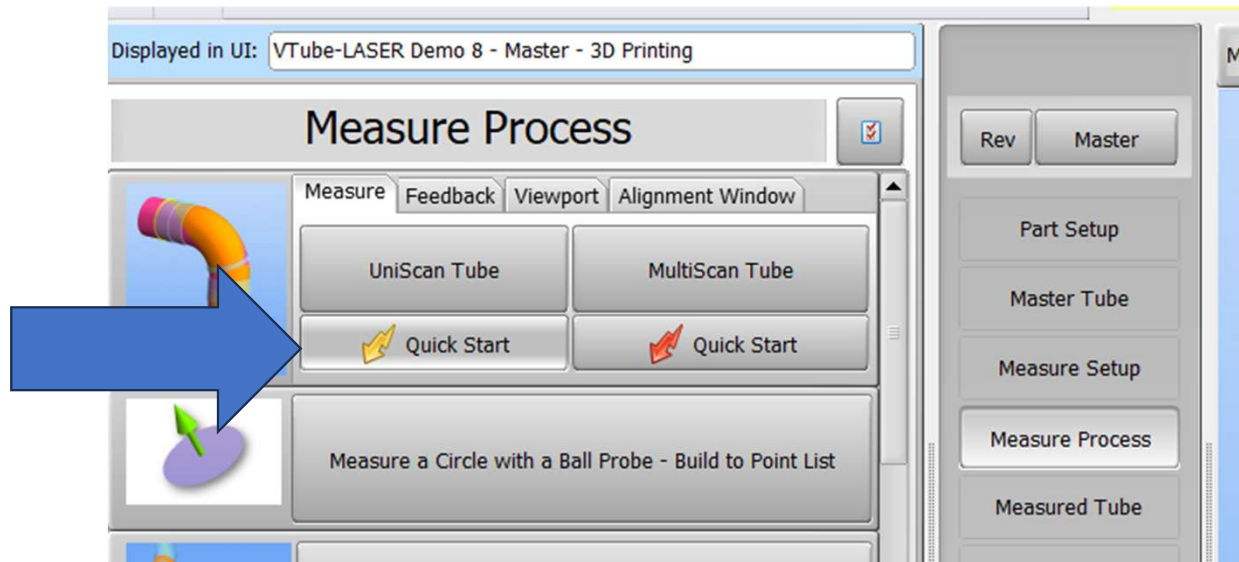 Displayed in UI: VTube-LASER Demo 8 - Master - 3D Printing
Measure Process
Measure Feedback Viewport Alignment Window
UniScan Tube MultiScan Tube
Quick Start Quick Start
Measure a Circle with a Ball Probe - Build to Point List
Rev Master
Part Setup
Master Tube
Measure Setup
Measure Process
Measured Tube